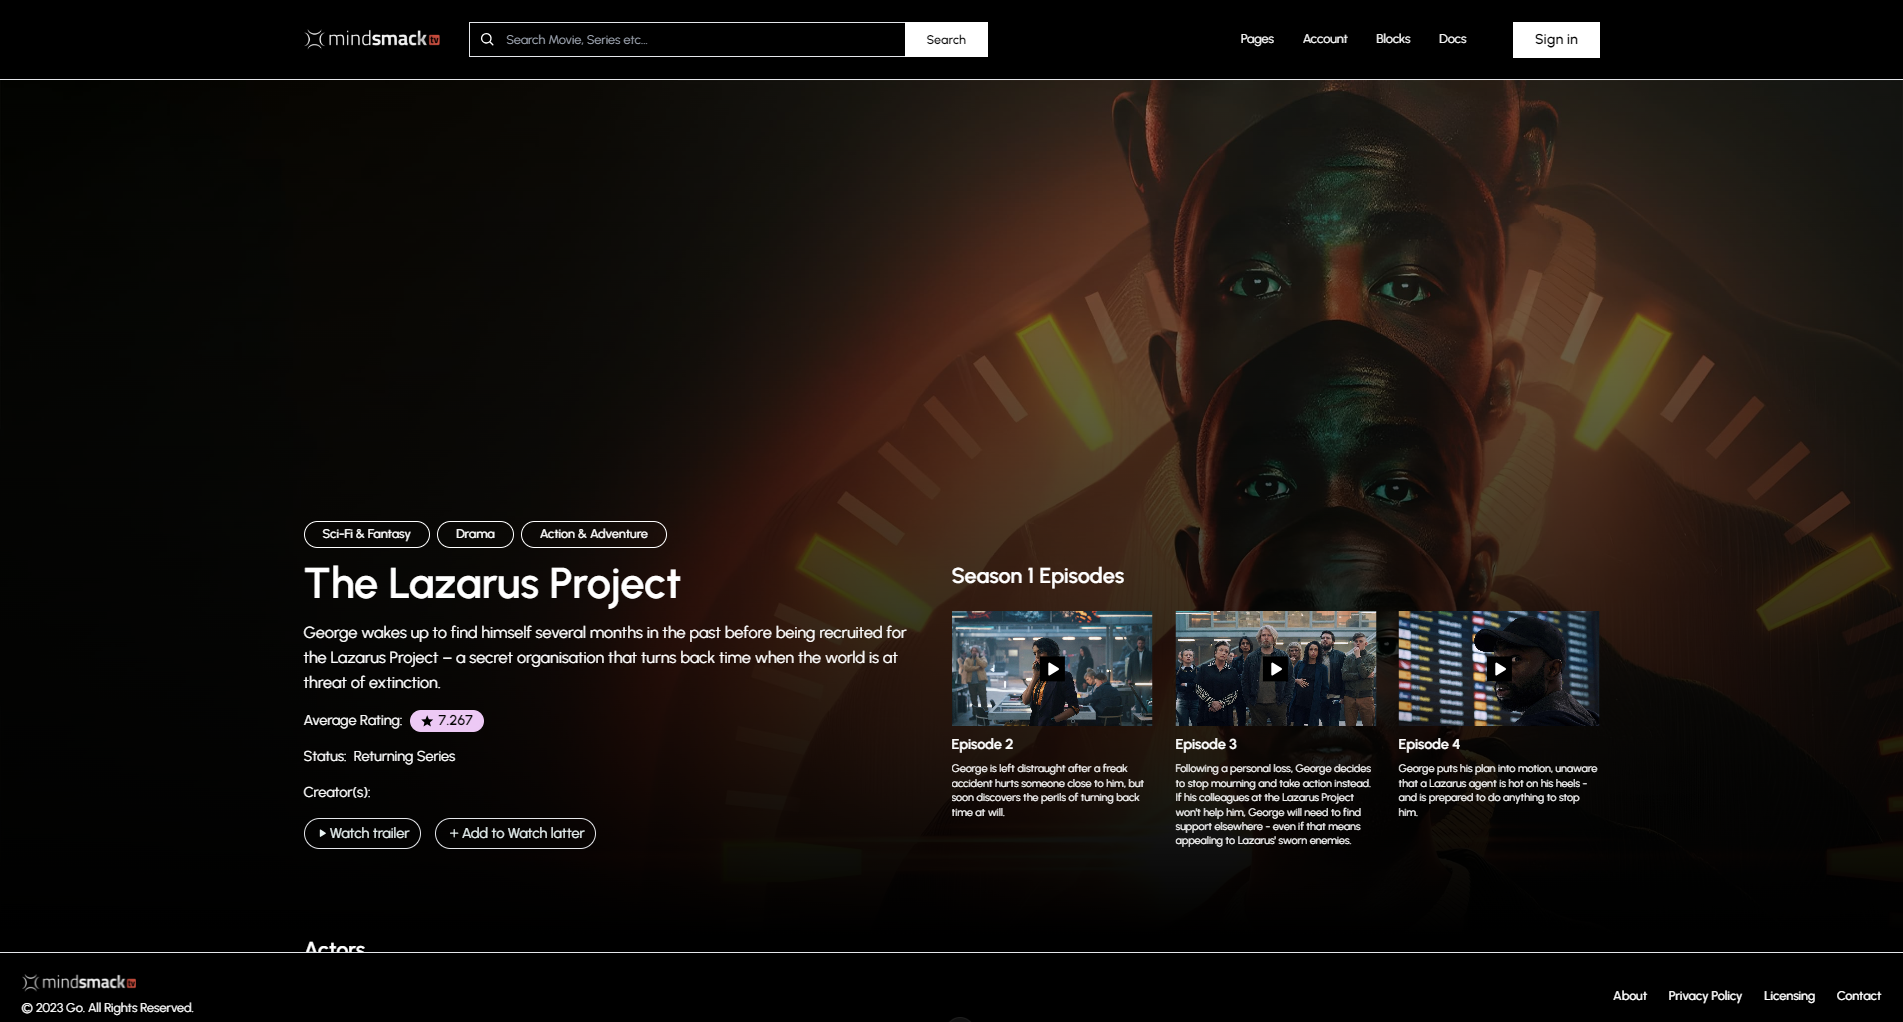 mindsmack tv
Search Movie, Series etc...
Search
Pages
Account
Blocks
Docs
Sign in
Sci-Fi & Fantasy
Drama
Action & Adventure
The Lazarus Project
George wakes up to find himself several months in the past before being recruited for
the Lazarus Project – a secret organisation that turns back time when the world is at
threat of extinction.
Average Rating: ★ 7.267
Status: Returning Series
Creator(s):
Watch trailer
+ Add to Watch latter
Season 1 Episodes
Episode 2
George is left distraught after a freak
accident hurts someone close to him, but
soon discovers the perils of turning back
time at will.
Episode 3
Following a personal loss, George decides
to stop mourning and take action instead.
If his colleagues at the Lazarus Project
won't help him, George will need to find
support elsewhere - even if that means
appealing to Lazarus' sworn enemies.
Episode 4
George puts his plan into motion, unaware
that a Lazarus agent is hot on his heels -
and is prepared to do anything to stop
him.
Actors
mindsmack tv
© 2023 Go. All Rights Reserved.
About
Privacy Policy
Licensing
Contact